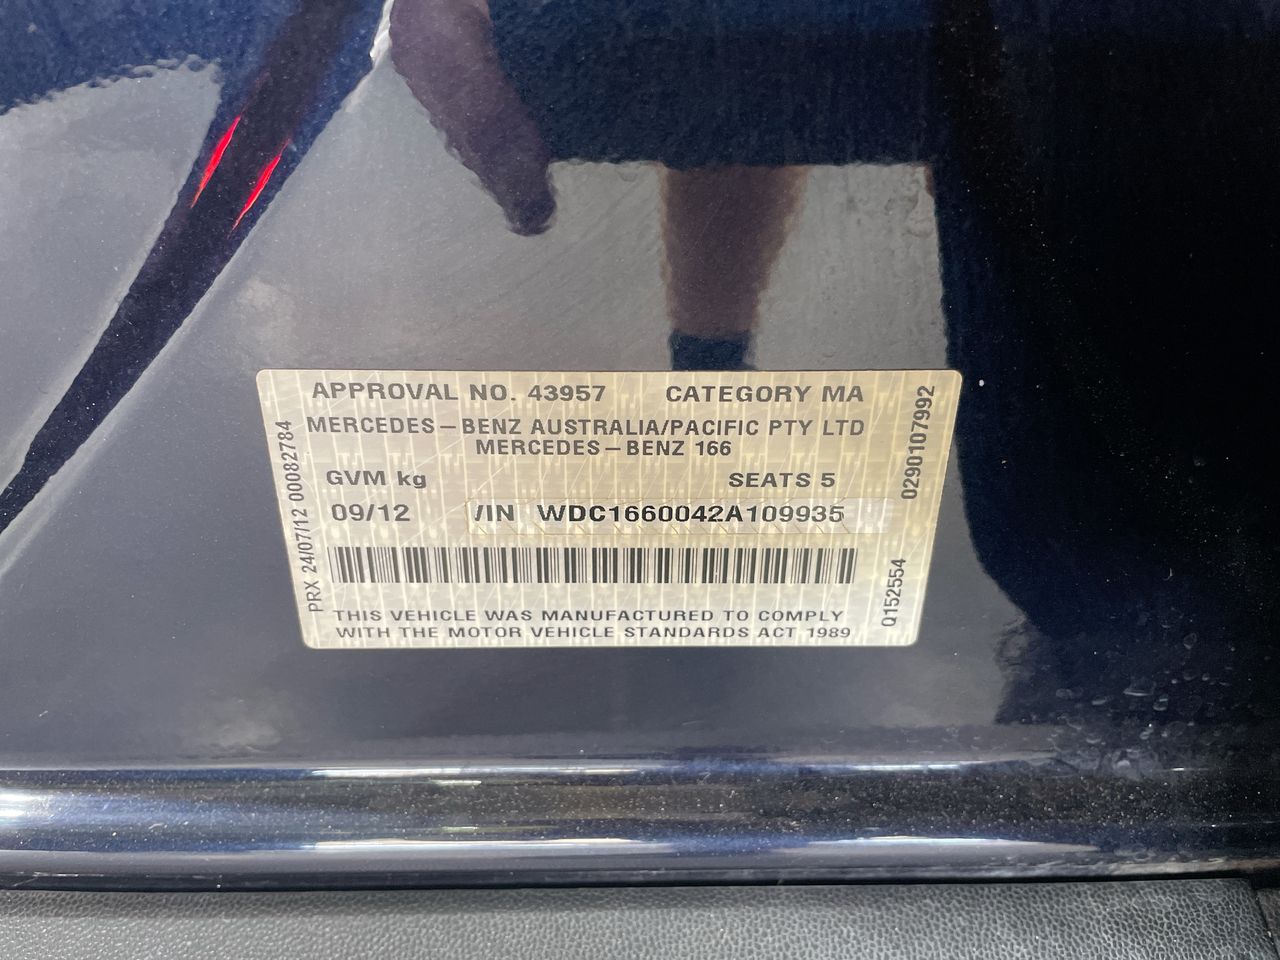 APPROVAL NO. 43957 CATEGORY MA
MERCEDES-BENZ AUSTRALIA/PACIFIC PTY LTD
MERCEDES-BENZ 166
GVM kg SEATS 5
09/12 /IN WDC1660042A109935
THIS VEHICLE WAS MANUFACTURED TO COMPLY
WITH THE MOTOR VEHICLE STANDARDS ACT 1989
PRX 24/07/12 00082784
0290107992
Q152554